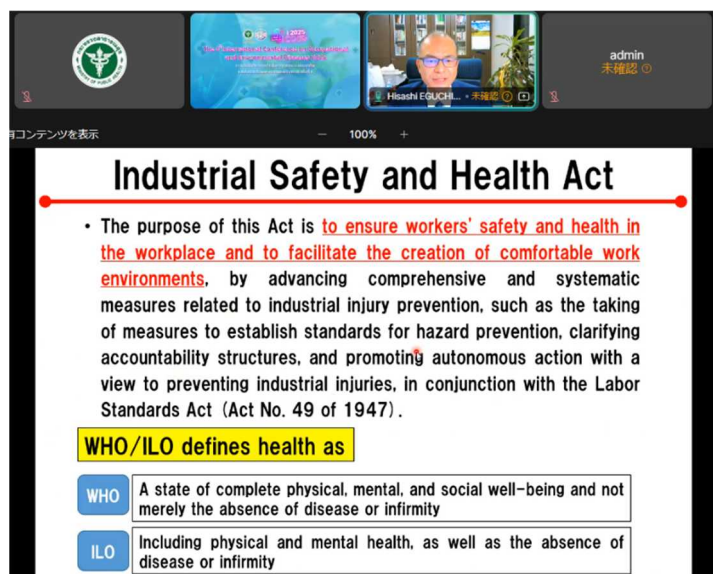 admin
未確認
Hisashi EGUCHI... • 未確認
有コンテンツを表示
− 100% +
Industrial Safety and Health Act
• The purpose of this Act is to ensure workers' safety and health in
the workplace and to facilitate the creation of comfortable work
environments, by advancing comprehensive and systematic
measures related to industrial injury prevention, such as the taking
of measures to establish standards for hazard prevention, clarifying
accountability structures, and promoting autonomous action with a
view to preventing industrial injuries, in conjunction with the Labor
Standards Act (Act No. 49 of 1947).
WHO/ILO defines health as
WHO
A state of complete physical, mental, and social well-being and not
merely the absence of disease or infirmity
ILO
Including physical and mental health, as well as the absence of
disease or infirmity